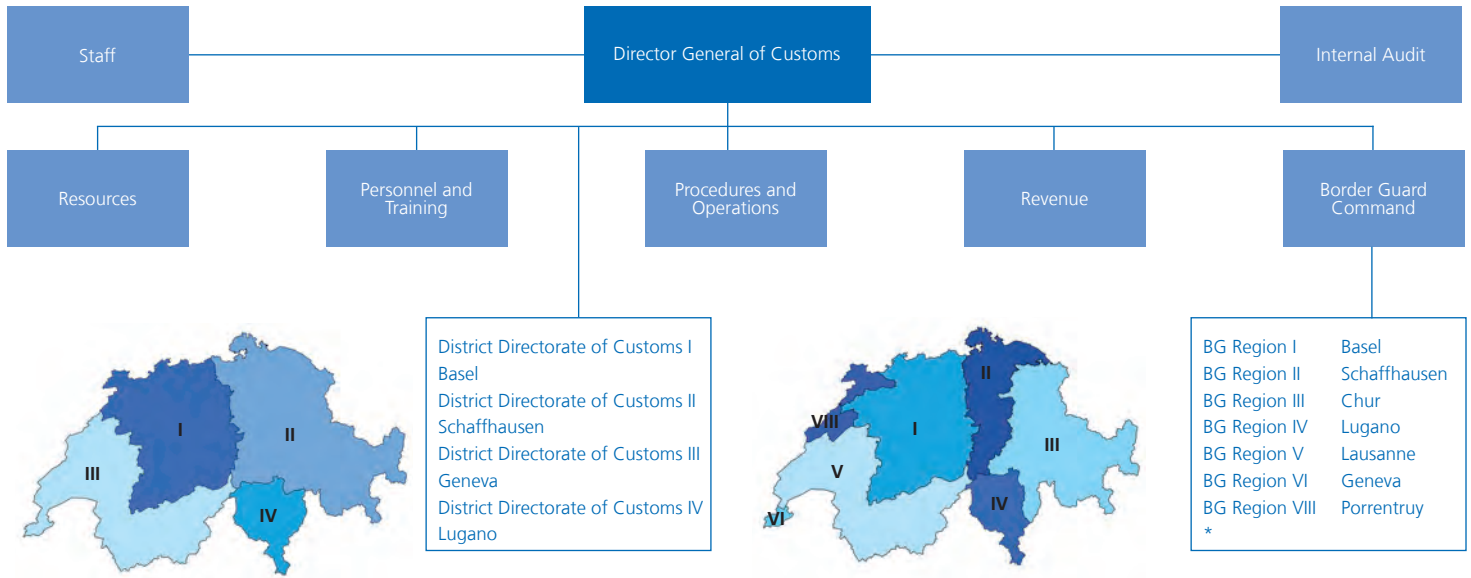 Staff
Director General of Customs
Internal Audit
Resources
Personnel and
Training
Procedures and
Operations
Revenue
Border Guard
Command
I
II
III
IV
District Directorate of Customs I
Basel
District Directorate of Customs II
Schaffhausen
District Directorate of Customs III
Geneva
District Directorate of Customs IV
Lugano
II
VIII
I
III
V
IV
VI
BG Region I Basel
BG Region II Schaffhausen
BG Region III Chur
BG Region IV Lugano
BG Region V Lausanne
BG Region VI Geneva
BG Region VIII Porrentruy
*